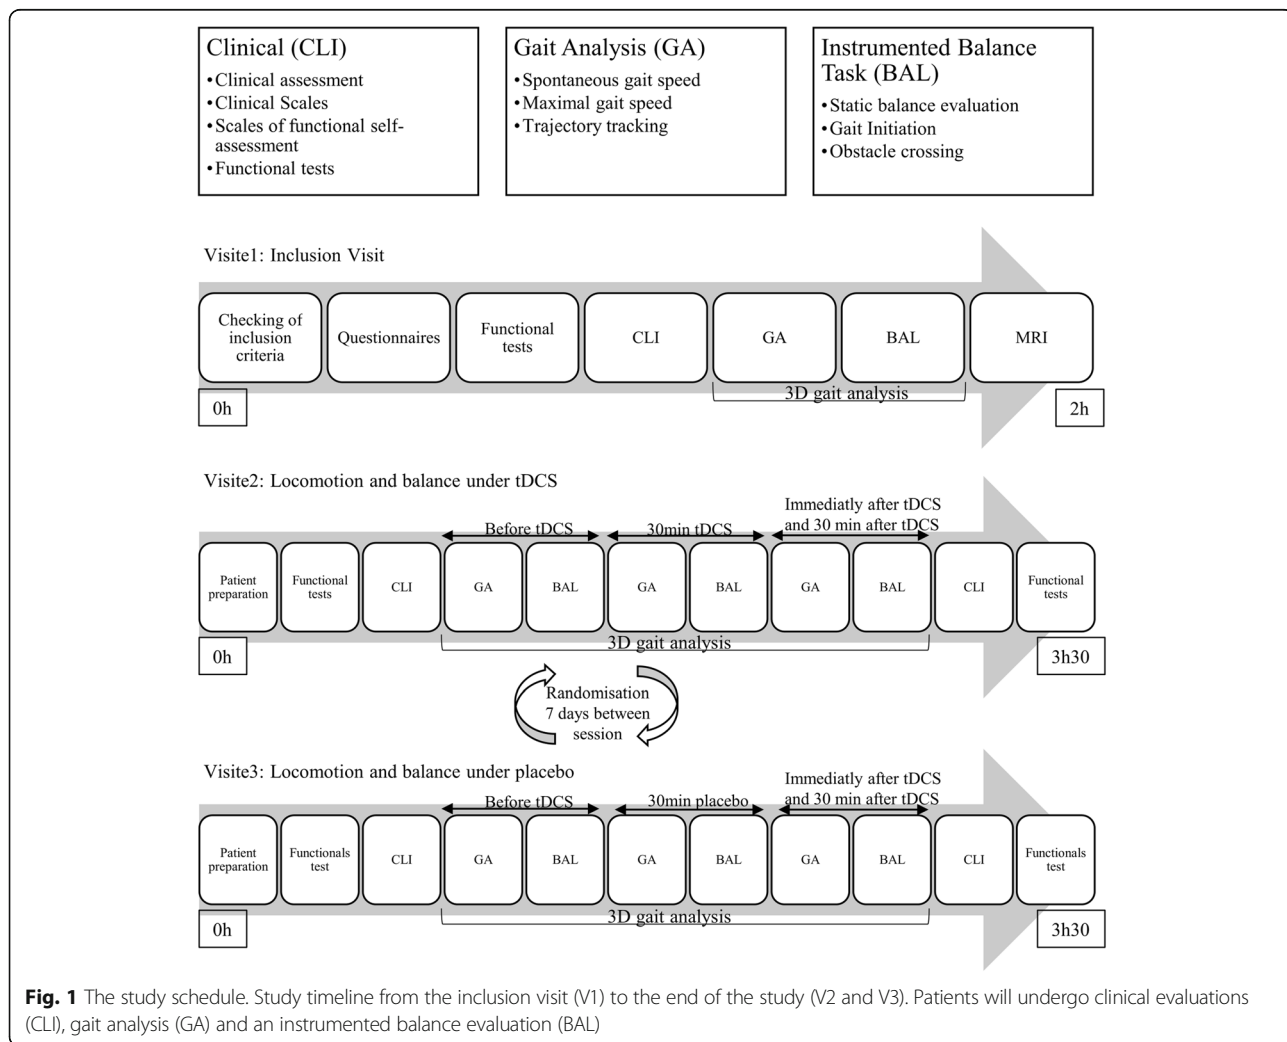 Clinical (CLI)
•Clinical assessment
•Clinical Scales
•Scales of functional self-
assessment
•Functional tests
Gait Analysis (GA)
•Spontaneous gait speed
•Maximal gait speed
•Trajectory tracking
Instrumented Balance
Task (BAL)
•Static balance evaluation
•Gait Initiation
•Obstacle crossing
Visite1: Inclusion Visit
Checking of
inclusion
criteria
Questionnaires
Functional
tests
CLI
GA
BAL
MRI
0h
3D gait analysis
2h
Visite2: Locomotion and balance under tDCS
Before tDCS
30min tDCS
Immediatly after tDCS
and 30 min after tDCS
Patient
preparation
Functional
tests
CLI
GA
BAL
GA
BAL
GA
BAL
CLI
Functional
tests
0h
3D gait analysis
3h30
Randomisation
7 days between
session
Visite3: Locomotion and balance under placebo
Before tDCS
30min placebo
Immediatly after tDCS
and 30 min after tDCS
Patient
preparation
Functionals
test
CLI
GA
BAL
GA
BAL
GA
BAL
CLI
Functionals
test
0h
3D gait analysis
3h30
Fig. 1 The study schedule. Study timeline from the inclusion visit (V1) to the end of the study (V2 and V3). Patients will undergo clinical evaluations
(CLI), gait analysis (GA) and an instrumented balance evaluation (BAL)